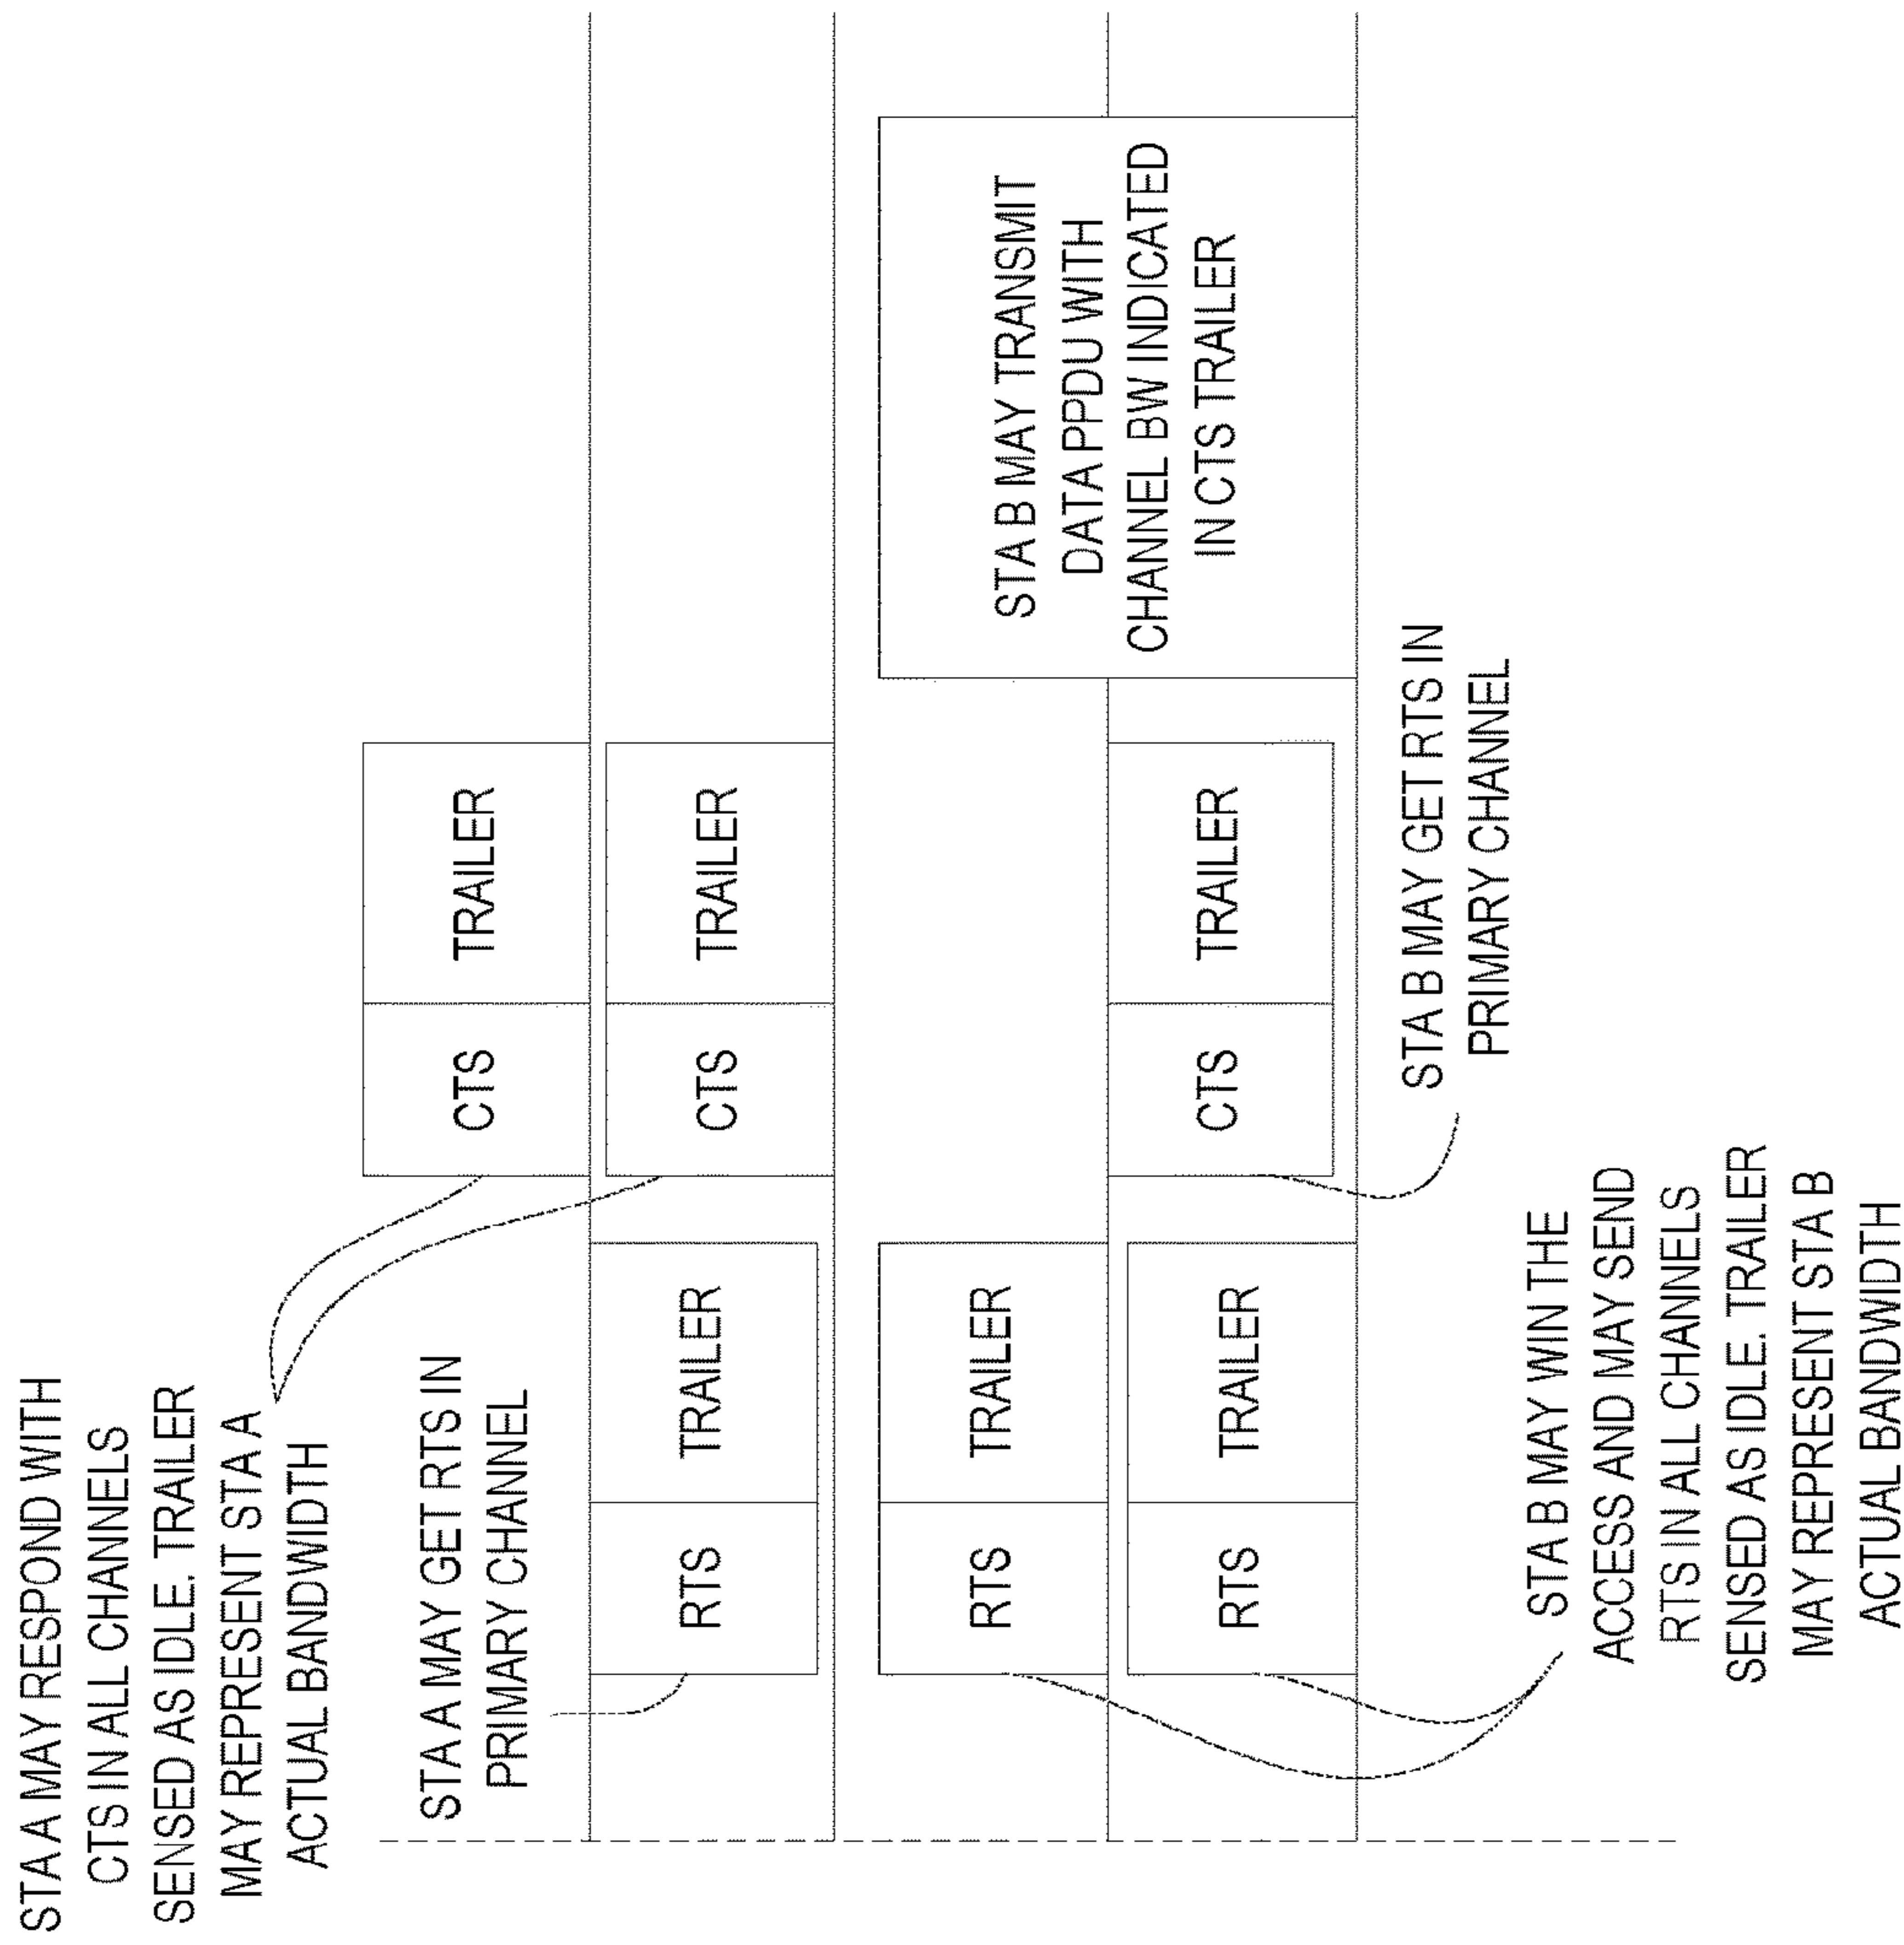 STA A MAY RESPOND WITH
CTS IN ALL CHANNELS
SENSED AS IDLE. TRAILER
MAY REPRESENT STA A
ACTUAL BANDWIDTH
STA A MAY GET RTS IN
PRIMARY CHANNEL
CTS
TRAILER
RTS
TRAILER
CTS
TRAILER
RTS
TRAILER
STA B MAY TRANSMIT
DATA PPDU WITH
CHANNEL BW INDICATED
IN CTS TRAILER
RTS
TRAILER
CTS
TRAILER
STA B MAY GET RTS IN
PRIMARY CHANNEL
STA B MAY WIN THE
ACCESS AND MAY SEND
RTS IN ALL CHANNELS
SENSED AS IDLE. TRAILER
MAY REPRESENT STA B
ACTUAL BANDWIDTH